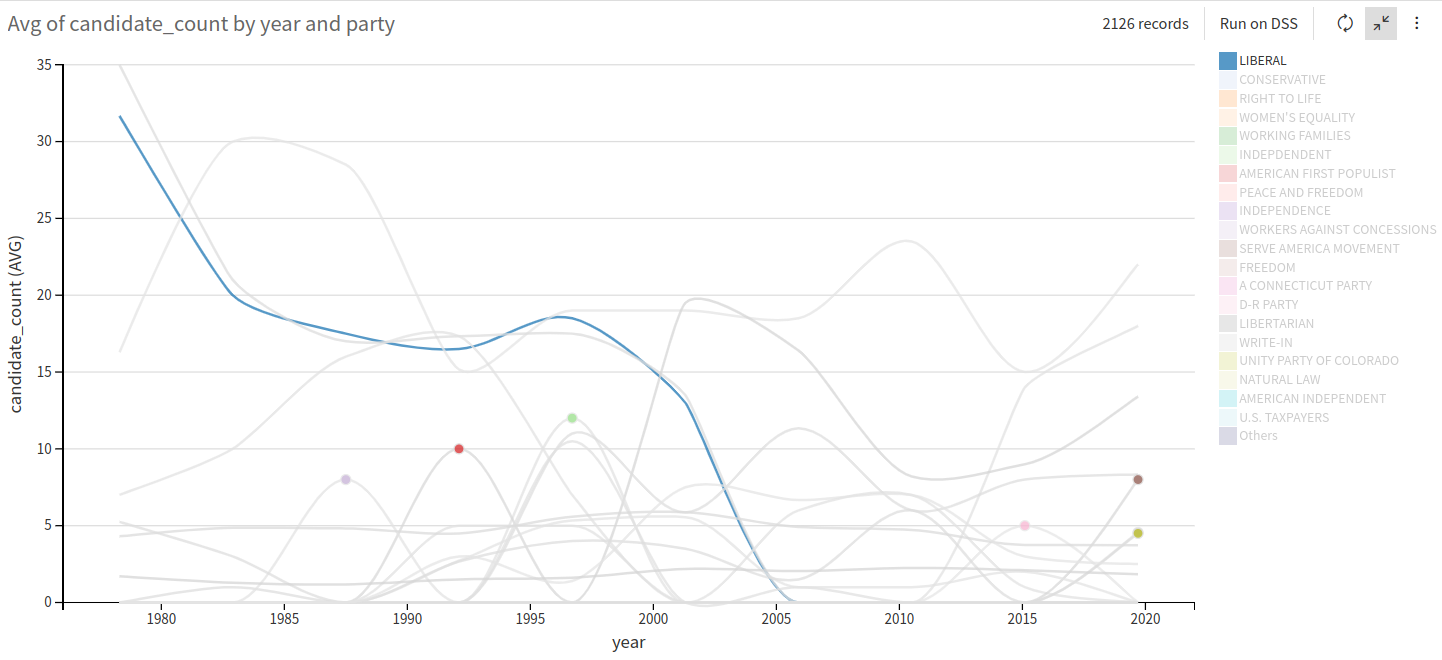 Avg of candidate_count by year and party
2126 records
Run on DSS
35
30
25
20
15
10
5
0
candidate_count (AVG)
1980 1985 1990 1995 2000 2005 2010 2015 2020
year
LIBERAL
CONSERVATIVE
RIGHT TO LIFE
WOMEN'S EQUALITY
WORKING FAMILIES
INDEPDENDENT
AMERICAN FIRST POPULIST
PEACE AND FREEDOM
INDEPENDENCE
WORKERS AGAINST CONCESSIONS
SERVE AMERICA MOVEMENT
FREEDOM
A CONNECTICUT PARTY
D-R PARTY
LIBERTARIAN
WRITE-IN
UNITY PARTY OF COLORADO
NATURAL LAW
AMERICAN INDEPENDENT
U.S. TAXPAYERS
Others